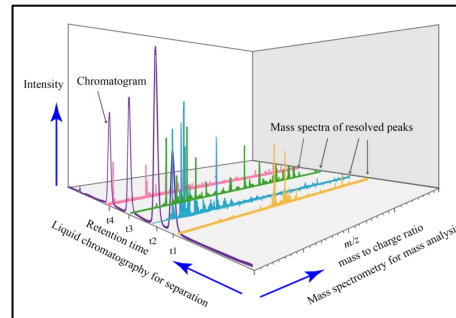 Chromatogram
Intensity
Mass spectra of resolved peaks
t4
t3
t2
t1
Retention time
Liquid chromatography for separation
m/z
mass to charge ratio
Mass spectrometry for mass analysis